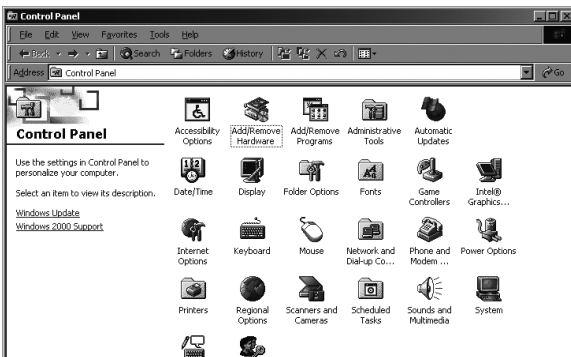 Control Panel
File Edit View Favorites Tools Help
Back Search Folders History
Address Control Panel Go
Control Panel
Use the settings in Control Panel to
personalize your computer.
Select an item to view its description.
Windows Update
Windows 2000 Support
Accessibility
Options
Add/Remove
Hardware
Add/Remove
Programs
Administrative
Tools
Automatic
Updates
Date/Time
Display
Folder Options
Fonts
Game
Controllers
Intel®
Graphics...
Internet
Options
Keyboard
Mouse
Network and
Dial-up Co...
Phone and
Modem ...
Power Options
Printers
Regional
Options
Scanners and
Cameras
Scheduled
Tasks
Sounds and
Multimedia
System